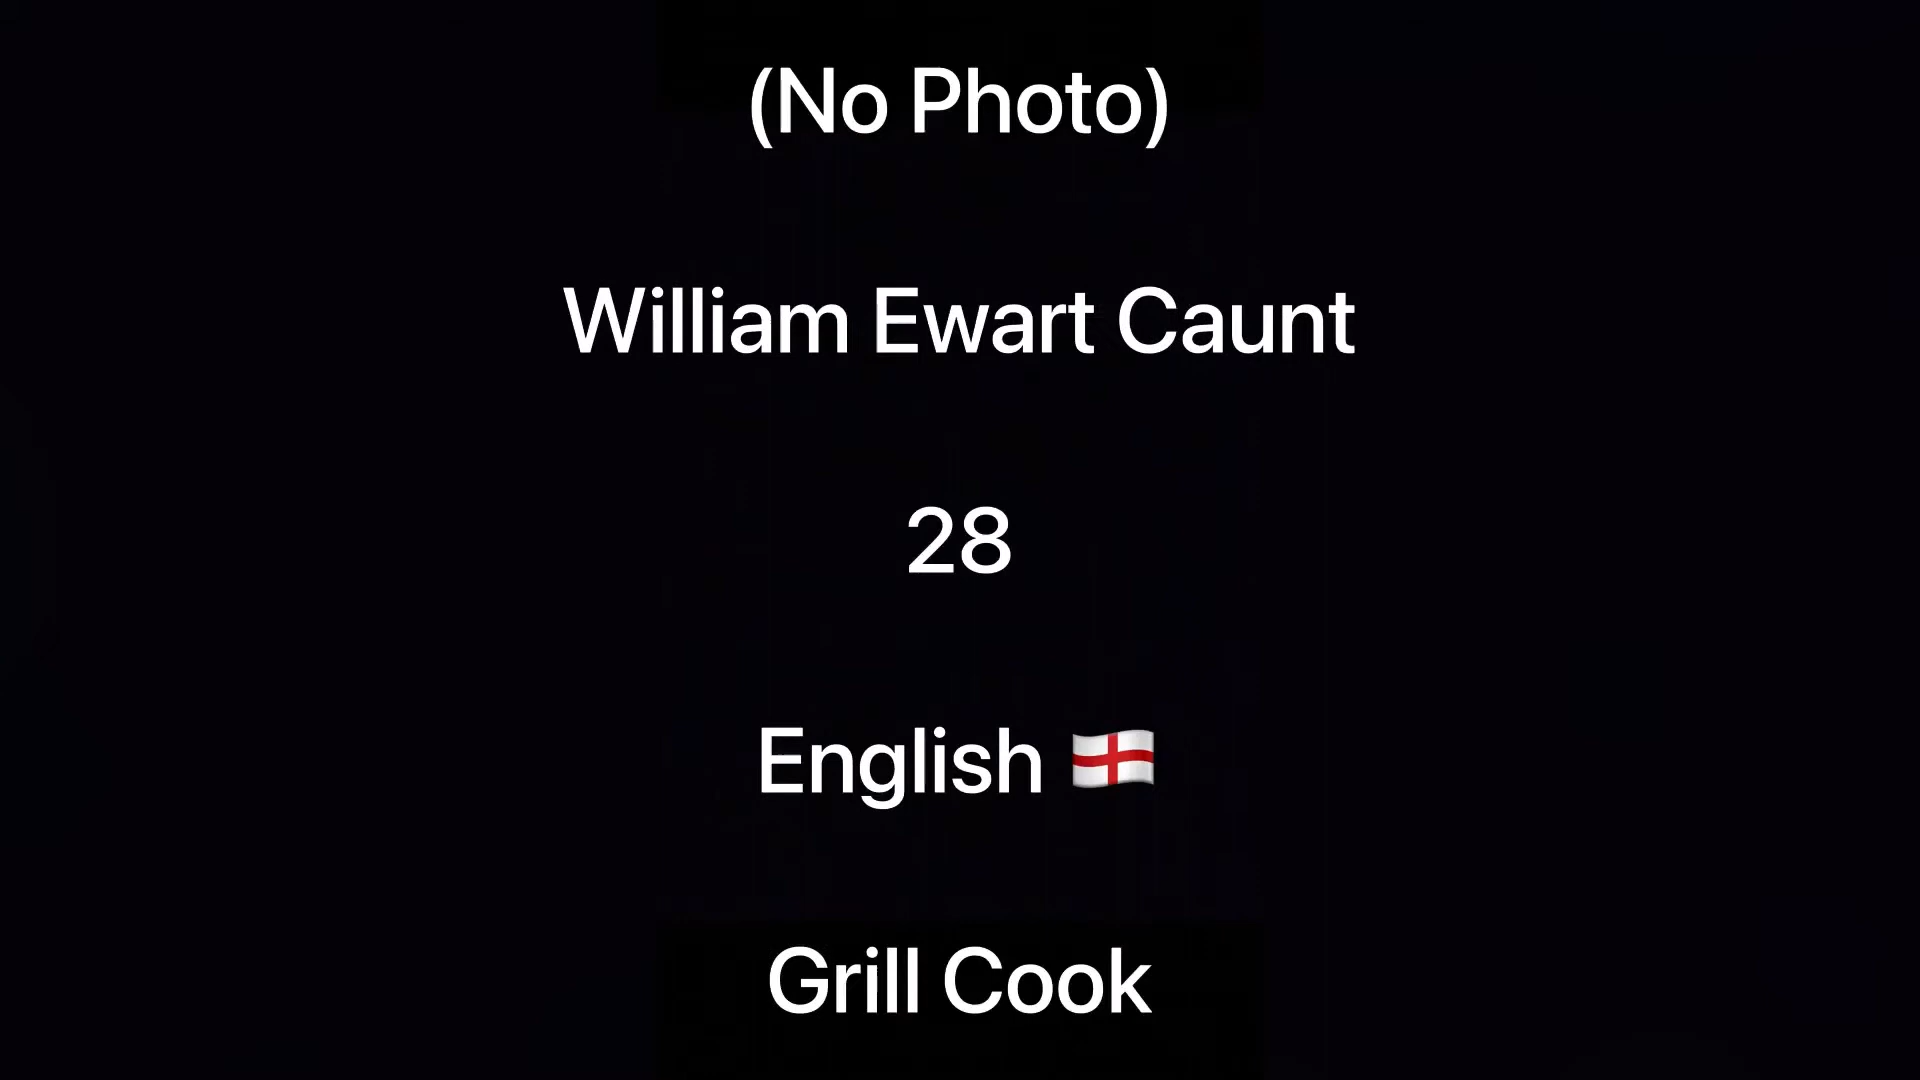 (No Photo)
William Ewart Caunt
28
English 🏴󠁧󠁢󠁥󠁮󠁧󠁿
Grill Cook